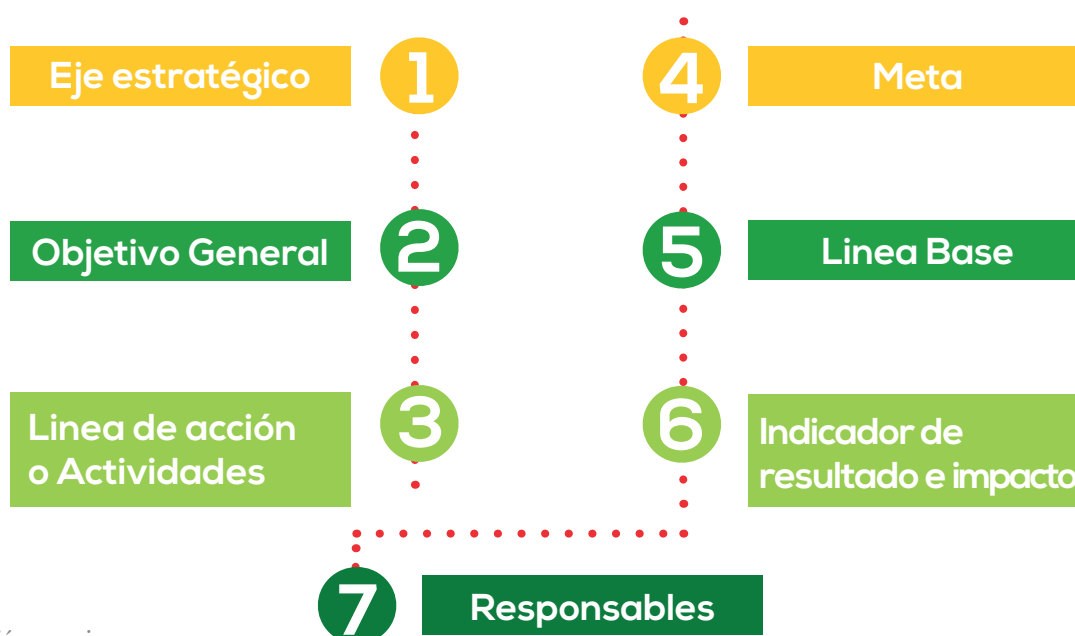 Eje estratégico
1
Objetivo General
2
Linea de acción
o Actividades
3
4
Meta
5
Linea Base
6
Indicador de
resultado e impacto
7
Responsables